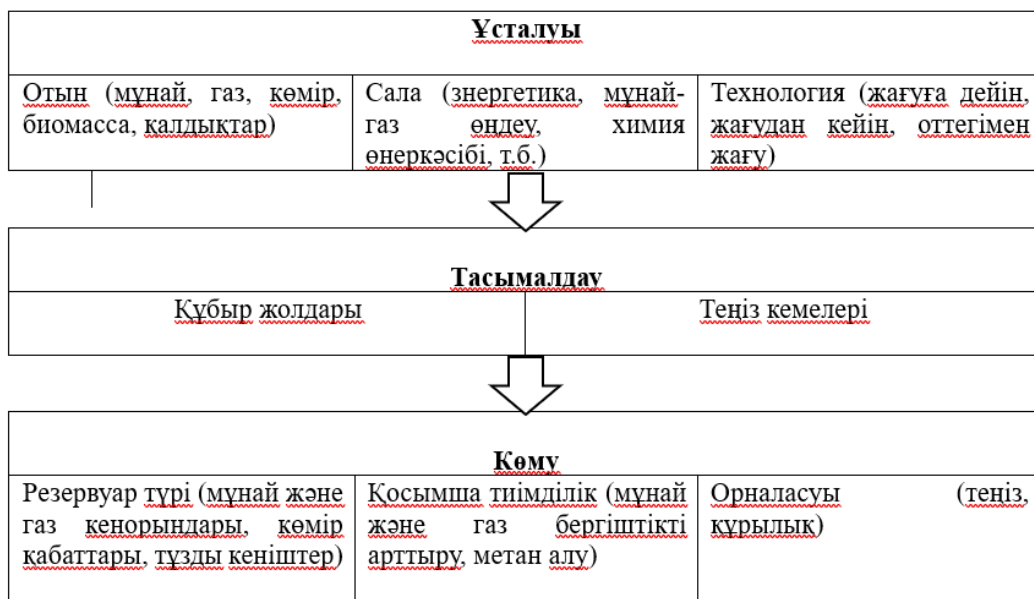 Ұсталуы
Отын (мұнай, газ, көмір,
биомасса, қалдықтар)
Сала (знергетика, мұнай-
газ өңдеу, химия
өнеркәсібі, т.б.)
Технология (жағуға дейін,
жағудан кейін, оттегімен
жағу)
Тасымалдау
Құбыр жолдары
Теңіз кемелері
Көму
Резервуар түрі (мұнай және
газ кенорындары, көмір
қабаттары, тұзды кеніштер)
Қосымша тиімділік (мұнай
және газ бергіштікті
арттыру, метан алу)
Орналасуы (теңіз,
құрылық)